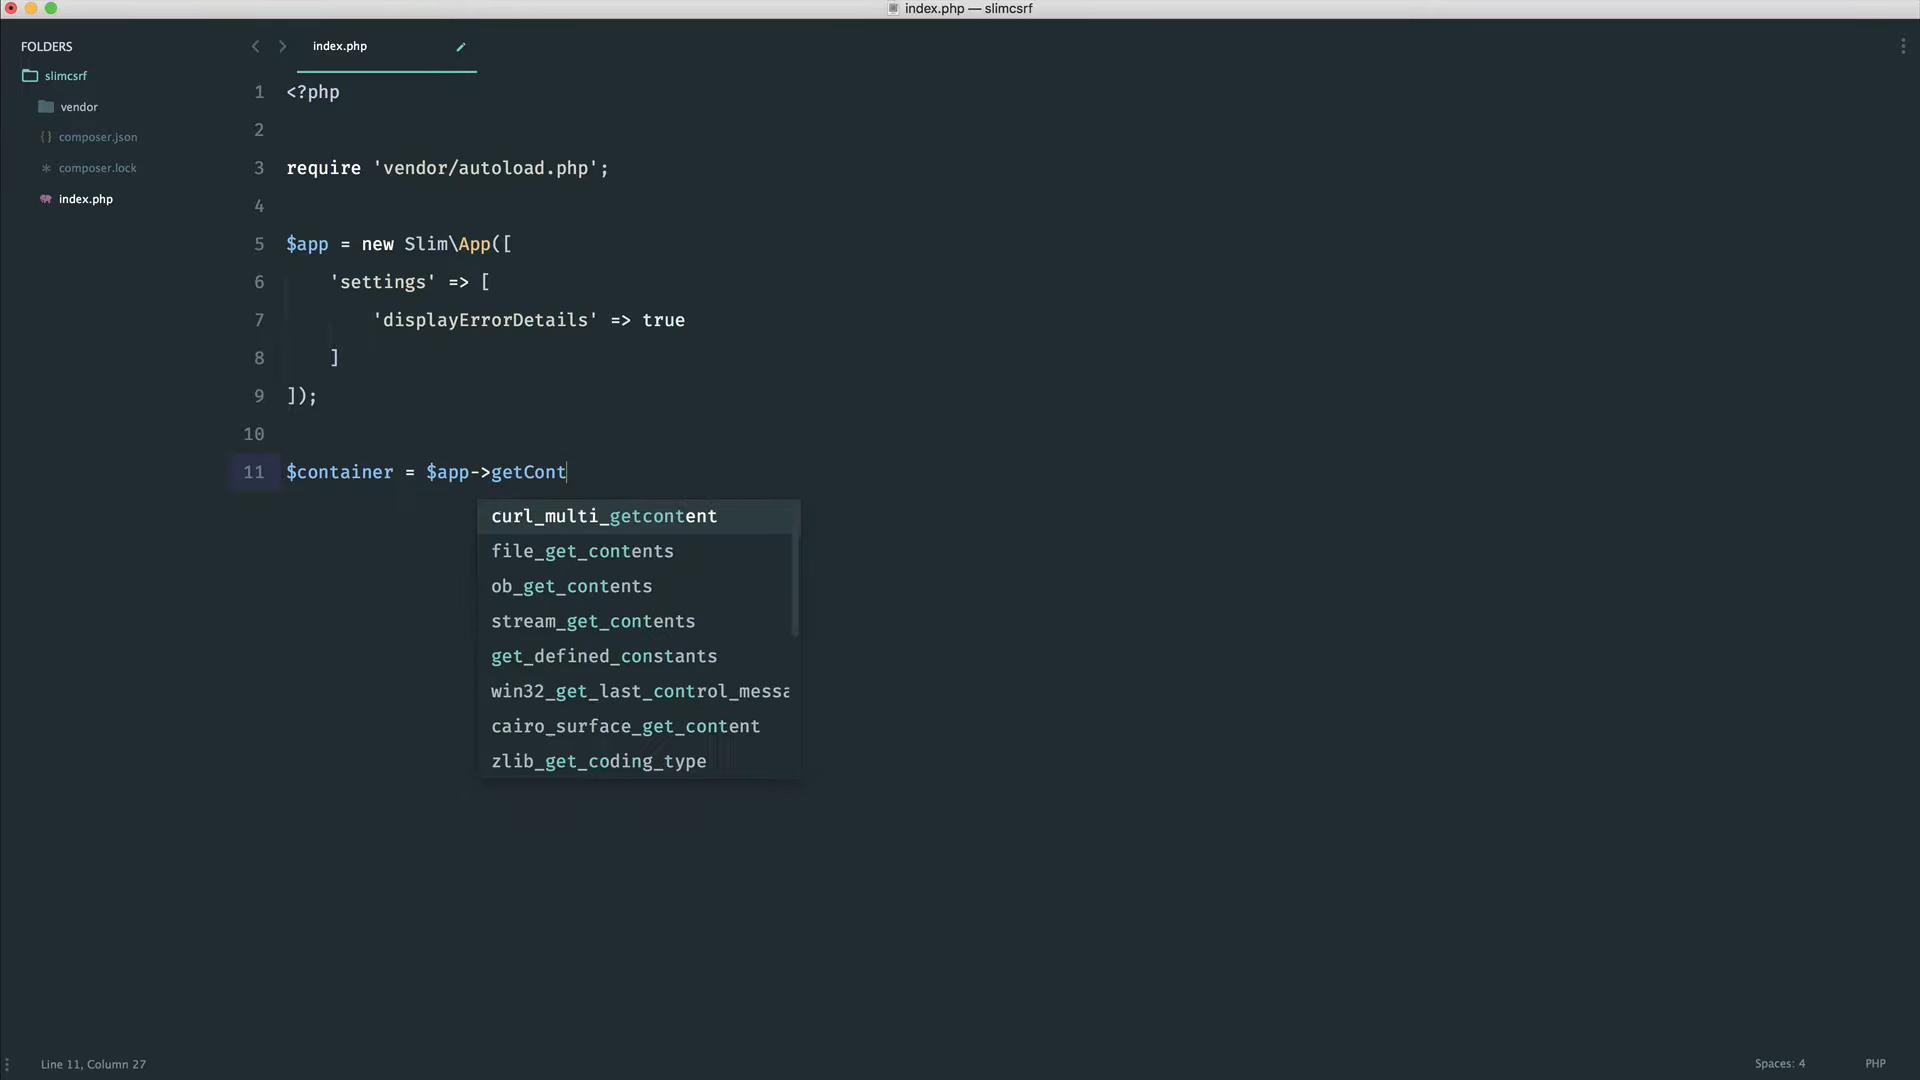 index.php — slimcsrf
FOLDERS
slimcsrf
vendor
composer.json
composer.lock
index.php
index.php
1 <?php
2
3 require 'vendor/autoload.php';
4
5 $app = new Slim\App([
6     'settings' => [
7         'displayErrorDetails' => true
8     ]
9 ]);
10
11 $container = $app->getCont
curl_multi_getcontent
file_get_contents
ob_get_contents
stream_get_contents
get_defined_constants
win32_get_last_control_messa
cairo_surface_get_content
zlib_get_coding_type
Line 11, Column 27
Spaces: 4
PHP